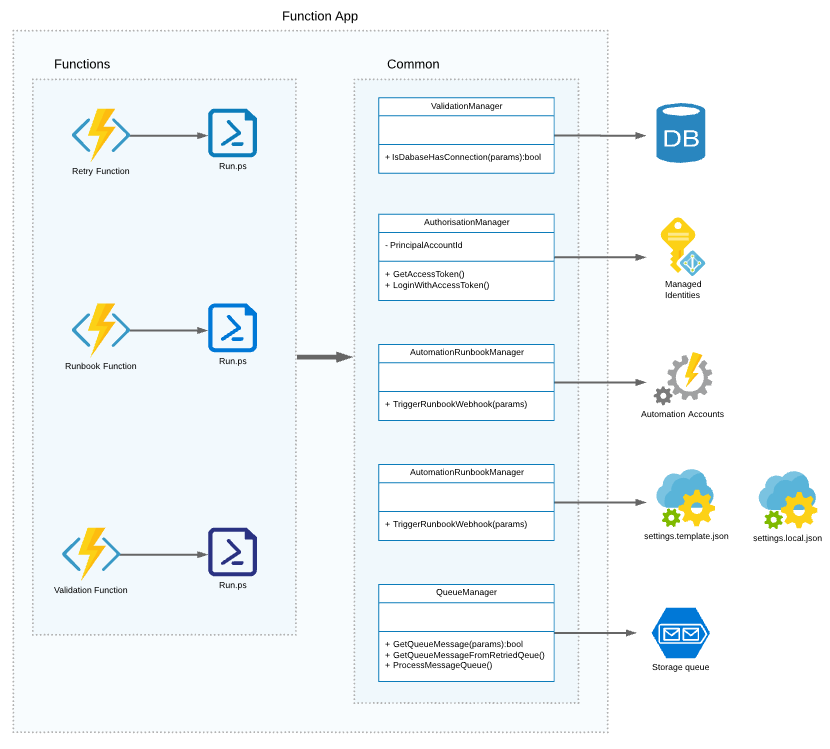 Function App
Functions
Retry Function
Run.ps
Runbook Function
Run.ps
Validation Function
Run.ps
Common
ValidationManager
+ IsDabaseHasConnection(params):bool
DB
AuthorisationManager
- PrincipalAccountId
+ GetAccessToken()
+ LoginWithAccessToken()
Managed
Identities
AutomationRunbookManager
+ TriggerRunbookWebhook(params)
Automation Accounts
AutomationRunbookManager
+ TriggerRunbookWebhook(params)
settings.template.json
settings.local.json
QueueManager
+ GetQueueMessage(params):bool
+ GetQueueMessageFromRetriedQeue()
+ ProcessMessageQueue()
Storage queue